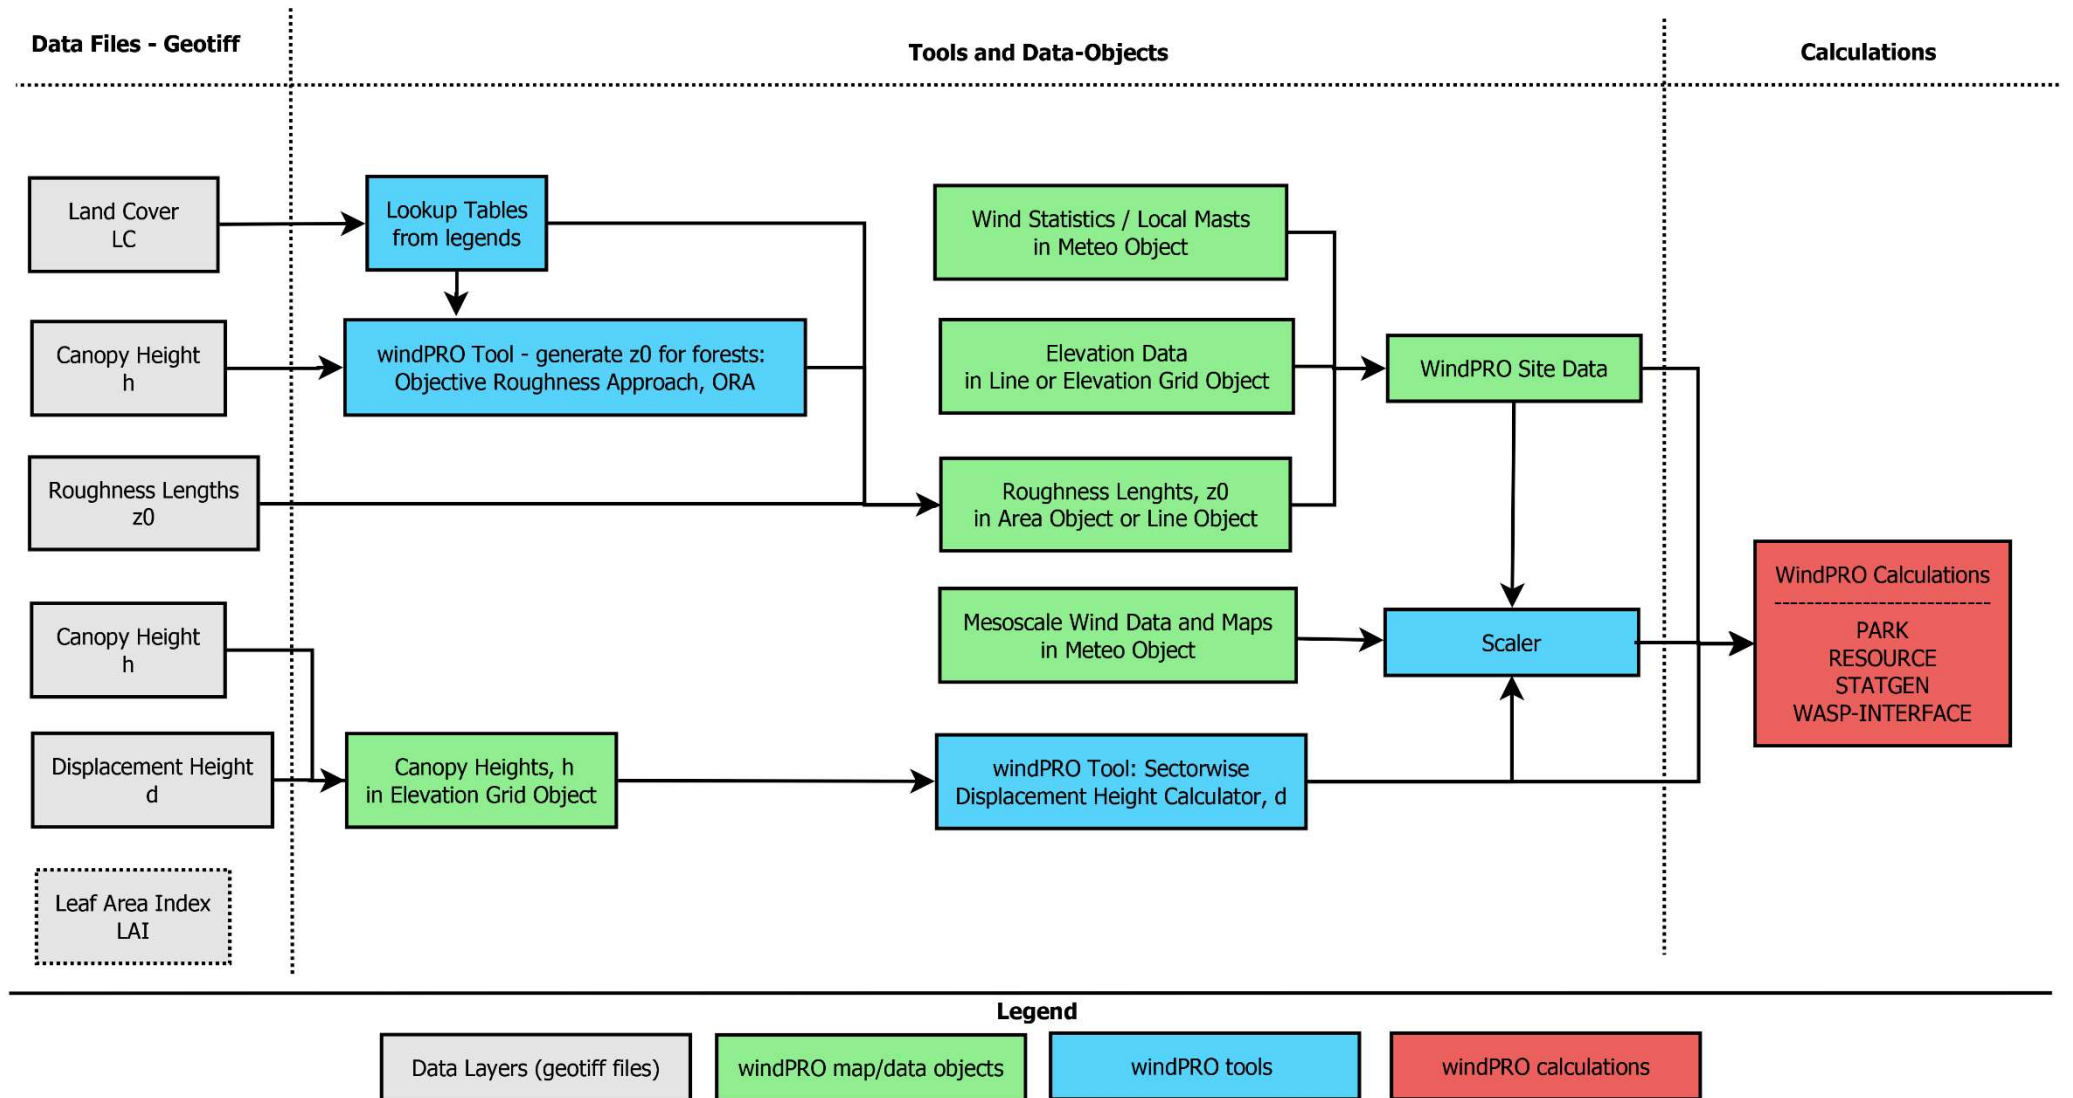 Data Files - Geotiff
Tools and Data-Objects
Calculations
Land Cover
LC
Lookup Tables
from legends
Wind Statistics / Local Masts
in Meteo Object
Canopy Height
h
windPRO Tool - generate z0 for forests:
Objective Roughness Approach, ORA
Elevation Data
in Line or Elevation Grid Object
WindPRO Site Data
Roughness Lengths
z0
Roughness Lenghts, z0
in Area Object or Line Object
Canopy Height
h
Mesoscale Wind Data and Maps
in Meteo Object
Scaler
WindPRO Calculations
---------------------------
PARK
RESOURCE
STATGEN
WASP-INTERFACE
Displacement Height
d
Canopy Heights, h
in Elevation Grid Object
windPRO Tool: Sectorwise
Displacement Height Calculator, d
Leaf Area Index
LAI
Legend
Data Layers (geotiff files)
windPRO map/data objects
windPRO tools
windPRO calculations